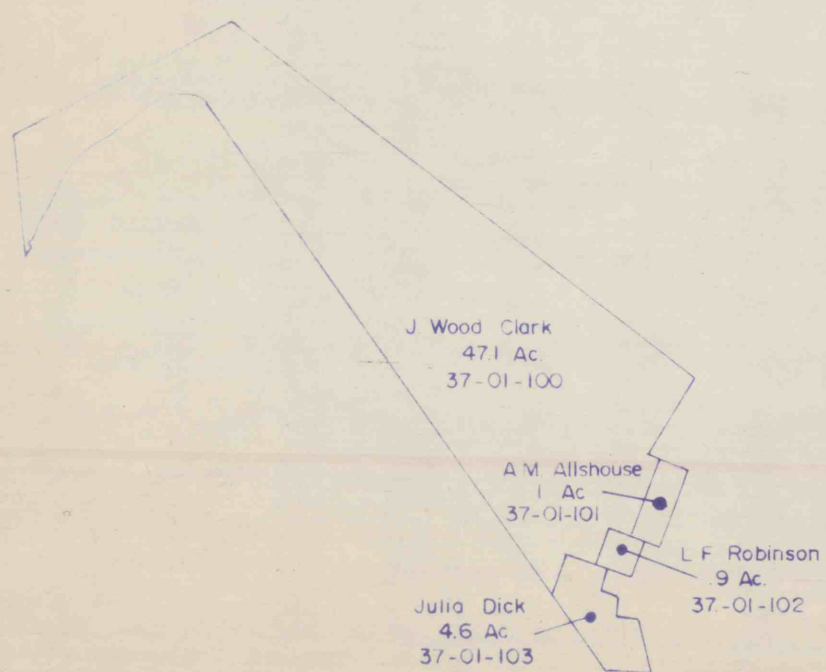 J. Wood Clark
47.1 Ac.
37-01-100
A.M. Allshouse
1 Ac
37-01-101
L.F. Robinson
.9 Ac.
37-01-102
Julia Dick
4.6 Ac.
37-01-103